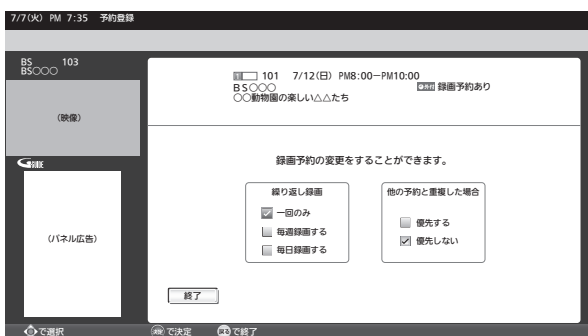 7/7(火) PM 7:35 予約登録
BS 103
BS○○○
101 7/12(日) PM8:00−PM10:00
BS○○○ 録画予約あり
○○動物園の楽しい△△たち
(映像)
GUIDE
(パネル広告)
録画予約の変更をすることができます。
繰り返し録画
一回のみ
毎週録画する
毎日録画する
他の予約と重複した場合
優先する
優先しない
終了
で選択 決定 で決定 戻る で終了